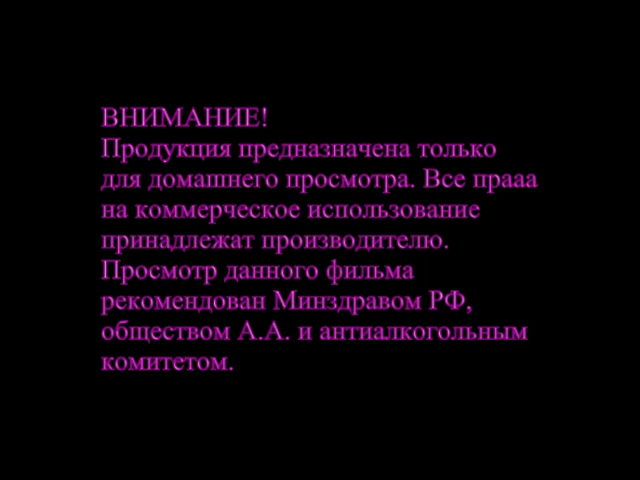 ВНИМАНИЕ!
Продукция предназначена только
для домашнего просмотра. Все прааа
на коммерческое использование
принадлежат производителю.
Просмотр данного фильма
рекомендован Минздравом РФ,
обществом А.А. и антиалкогольным
комитетом.